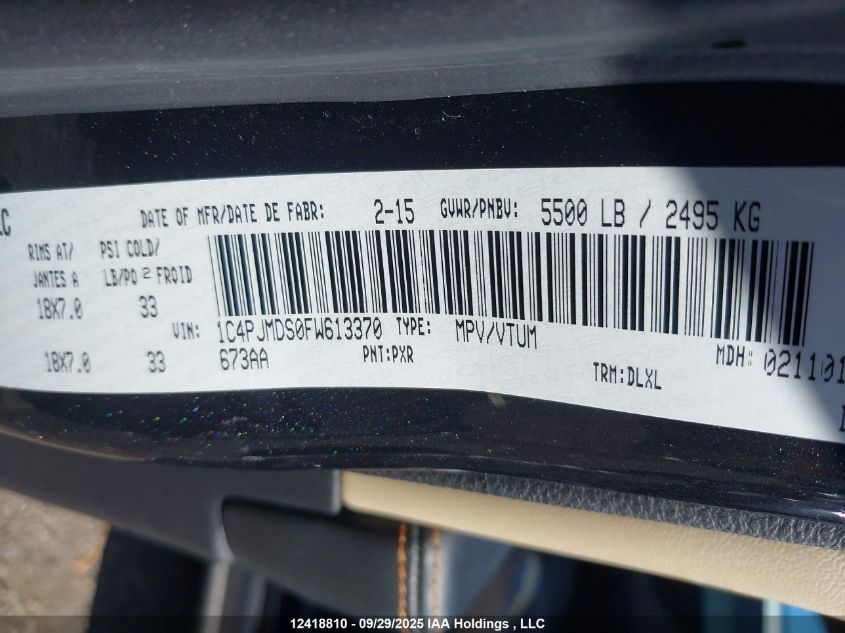 LC
DATE OF MFR/DATE DE FABR: 2-15 GVWR/PNBV: 5500 LB / 2495 KG
RIMS AT/ PSI COLD/
JANTES A LB/PO 2 FROID
18X7.0 33
VIN: 1C4PJMDS0FW613370 TYPE: MPV/VTUM MDH: 021101
18X7.0 33 673AA PNT:PXR TRM:DLXL
12418810 - 09/29/2025 IAA Holdings , LLC